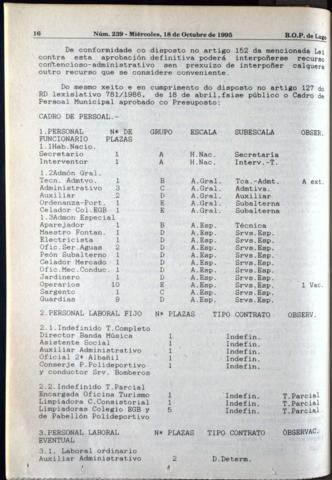 16 Núm. 239 - Miércoles, 18 de Octubre de 1995 B.O.P. de Lugo
De conformidade co disposto no artigo 152 da mencionada Lei
contra esta aprobación definitiva poderá interpoñerse recurso
contencioso-administrativo sen prexuizo de interpoñer calquera
outro recurso que se considere conveniente.
Do mesmo xeito e en cumprimento do disposto no artigo 127 do
RD lexislativo 781/1986, de 18 de abril, faise público o Cadro de
Persoal Municipal aprobado co Presuposto:
CADRO DE PERSOAL.-
1.PERSONAL Nº DE GRUPO ESCALA SUBESCALA OBSER.
FUNCIONARIO PLAZAS
1.1Hab.Nacio.
Secretario 1 A H.Nac. Secretaría
Interventor 1 A H.Nac. Interv.-T.
1.2Admón Gral.
Tecn. Admtvo. 1 B A.Gral. Tca.-Admt. A ext.
Administrativo 3 C A.Gral. Admtiva.
Auxiliar 2 D A.Gral. Auxiliar
Ordenanza-Port. 1 E A.Gral. Subalterna
Celador Col.EGB 1 E A.Gral. Subalterna
1.3Admon Especial
Aparejador 1 B A.Esp. Técnica
Maestro Fontan. 1 D A.Esp. Srvs.Esp.
Electricista 1 D A.Esp. Srvs.Esp.
Ofic.Ser.Aguas 2 D A.Esp. Srvs.Esp.
Peón Subalterno 1 E A.Esp. Srvs.Esp.
Celador Mercado 1 E A.Esp. Srvs.Esp.
Ofic.Mec.Conduc. 1 D A.Esp. Srvs.Esp.
Jardinero 1 D A.Esp. Srvs.Esp.
Operarios 10 E A.Esp. Srvs.Esp. 1 Vac.
Sargento 1 C A.Esp. Srvs.Esp.
Guardias 9 D A.Esp. Srvs.Esp.
2.PERSONAL LABORAL FIJO Nº PLAZAS TIPO CONTRATO OBSERV.
2.1.Indefinido T.Completo
Director Banda Música 1 Indefin.
Asistente Social 1 Indefin.
Auxiliar Administrativo 1 Indefin.
Oficial 2ª Albañil 1 Indefin.
Conserje P.Polideportivo 1 Indefin.
y conductor Srv. Bomberos
2.2.Indefinido T.Parcial
Encargada Oficina Turismo 1 Indefin. T.Parcial
Limpiadora C.Consistorial 1 Indefin. T.Parcial
Limpiadoras Colegio EGB y 5 Indefin. T.Parcial
de Pabellón Polideportivo
3.PERSONAL LABORAL Nº PLAZAS TIPO CONTRATO OBSERVAC.
EVENTUAL
3.1. Laboral ordinario
Auxiliar Administrativo 2 D.Determ.